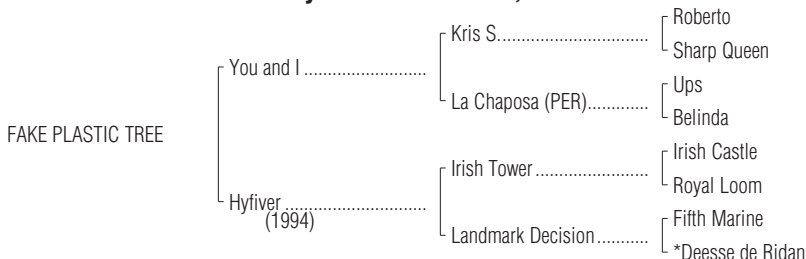 Roberto
Kris S.
Sharp Queen
You and I
Ups
La Chaposa (PER)
Belinda
FAKE PLASTIC TREE
Irish Castle
Irish Tower
Royal Loom
Hyfiver
(1994)
Fifth Marine
Landmark Decision
*Deesse de Ridan